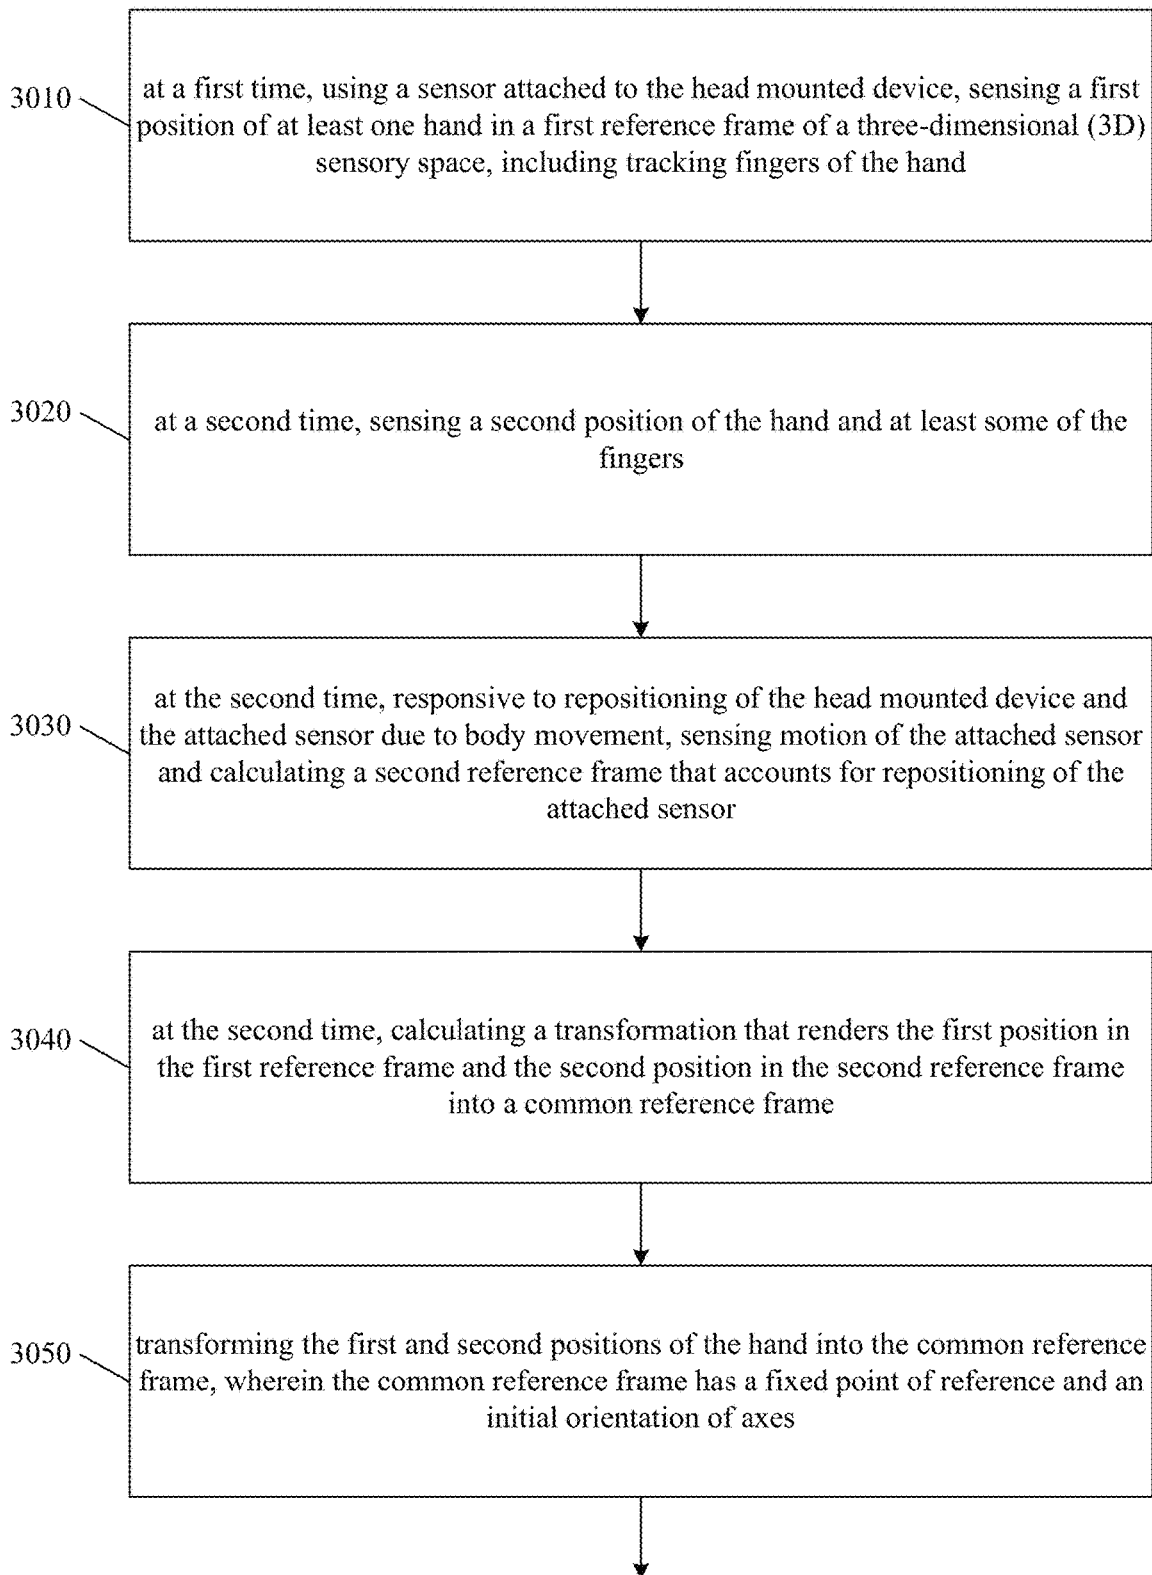 3010
at a first time, using a sensor attached to the head mounted device, sensing a first
position of at least one hand in a first reference frame of a three-dimensional (3D)
sensory space, including tracking fingers of the hand
3020
at a second time, sensing a second position of the hand and at least some of the
fingers
3030
at the second time, responsive to repositioning of the head mounted device and
the attached sensor due to body movement, sensing motion of the attached sensor
and calculating a second reference frame that accounts for repositioning of the
attached sensor
3040
at the second time, calculating a transformation that renders the first position in
the first reference frame and the second position in the second reference frame
into a common reference frame
3050
transforming the first and second positions of the hand into the common reference
frame, wherein the common reference frame has a fixed point of reference and an
initial orientation of axes